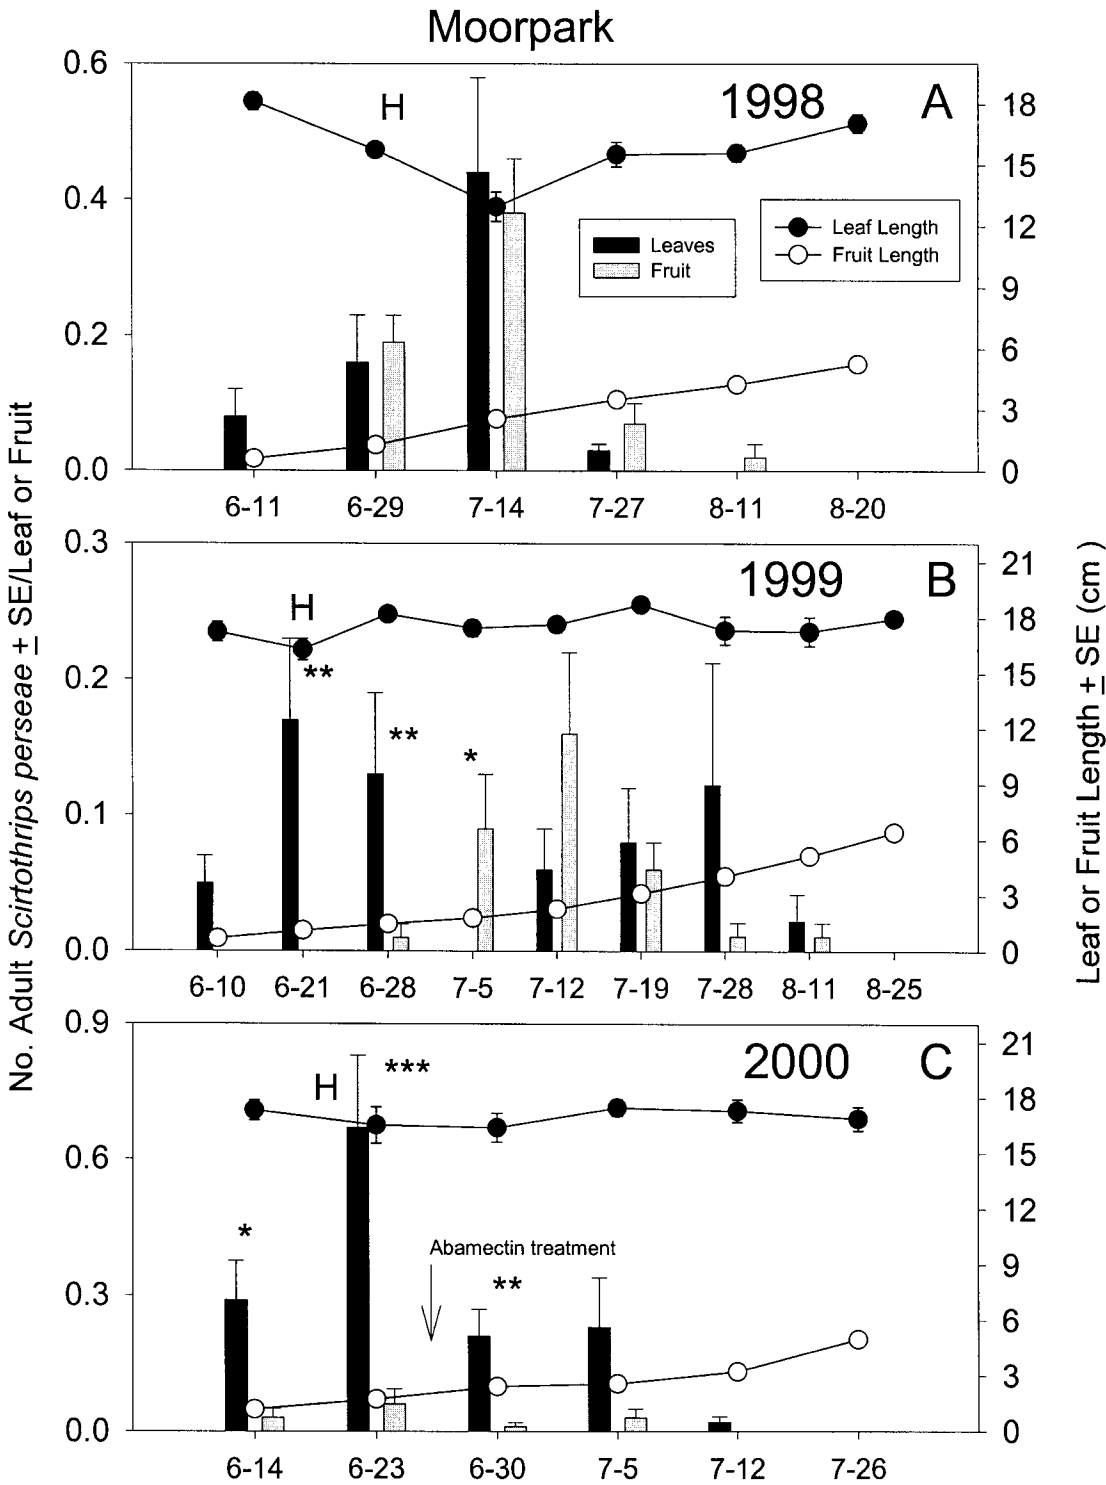 Moorpark
No. Adult Scirtothrips perseae ± SE/Leaf or Fruit
Leaf or Fruit Length ± SE (cm)
1998 A
H
Leaves
Fruit
Leaf Length
Fruit Length
0.6
0.4
0.2
0.0
18
15
12
9
6
3
0
6-11 6-29 7-14 7-27 8-11 8-20
1999 B
H
**
**
*
0.3
0.2
0.1
0.0
21
18
15
12
9
6
3
0
6-10 6-21 6-28 7-5 7-12 7-19 7-28 8-11 8-25
2000 C
H
***
*
Abamectin treatment
**
0.9
0.6
0.3
0.0
21
18
15
12
9
6
3
0
6-14 6-23 6-30 7-5 7-12 7-26